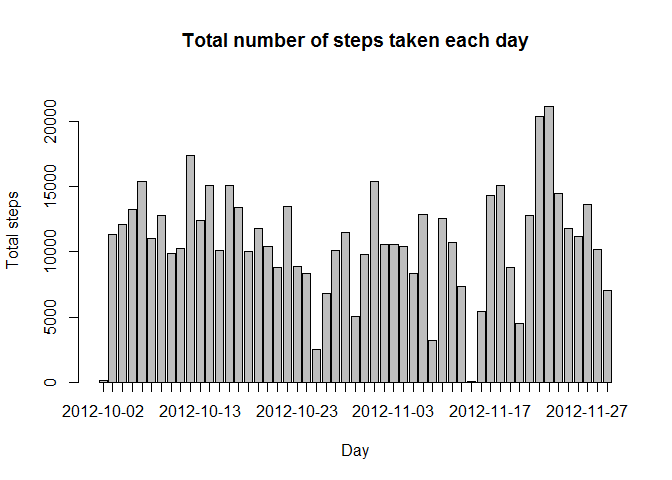 Total number of steps taken each day
Total steps
20000
15000
10000
5000
0
2012-10-02 2012-10-13 2012-10-23 2012-11-03 2012-11-17 2012-11-27
Day